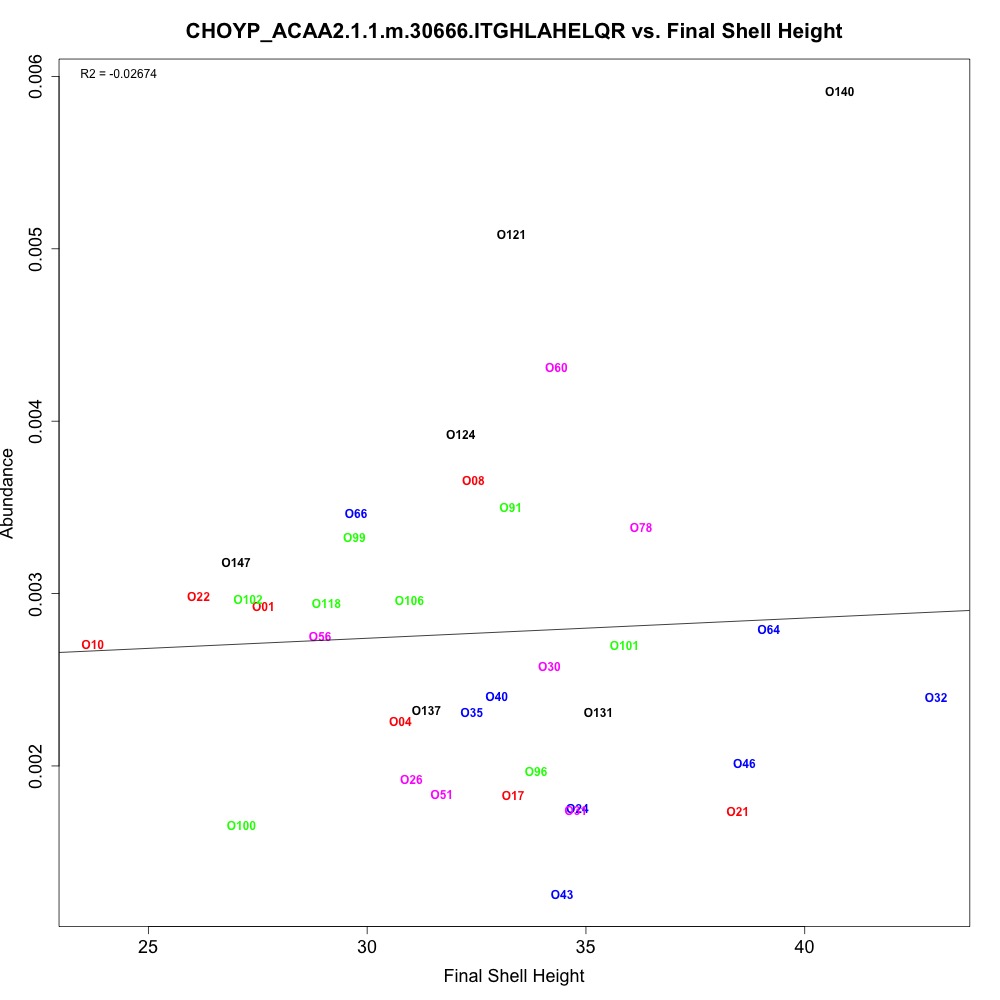 CHOYP_ACAA2.1.1.m.30666.ITGHLAHELQR vs. Final Shell Height
R2 = -0.02674
0.006
O140
O121
0.005
O60
0.004
O124
O08
O91
O66
O78
O99
O147
0.003
O22
O102
O01
O118
O106
O64
O56
O10
O101
O30
O40
O32
O137
O35
O131
O04
0.002
O46
O96
O26
O51
O17
O24
O21
O100
O43
25
30
35
40
Final Shell Height
Abundance